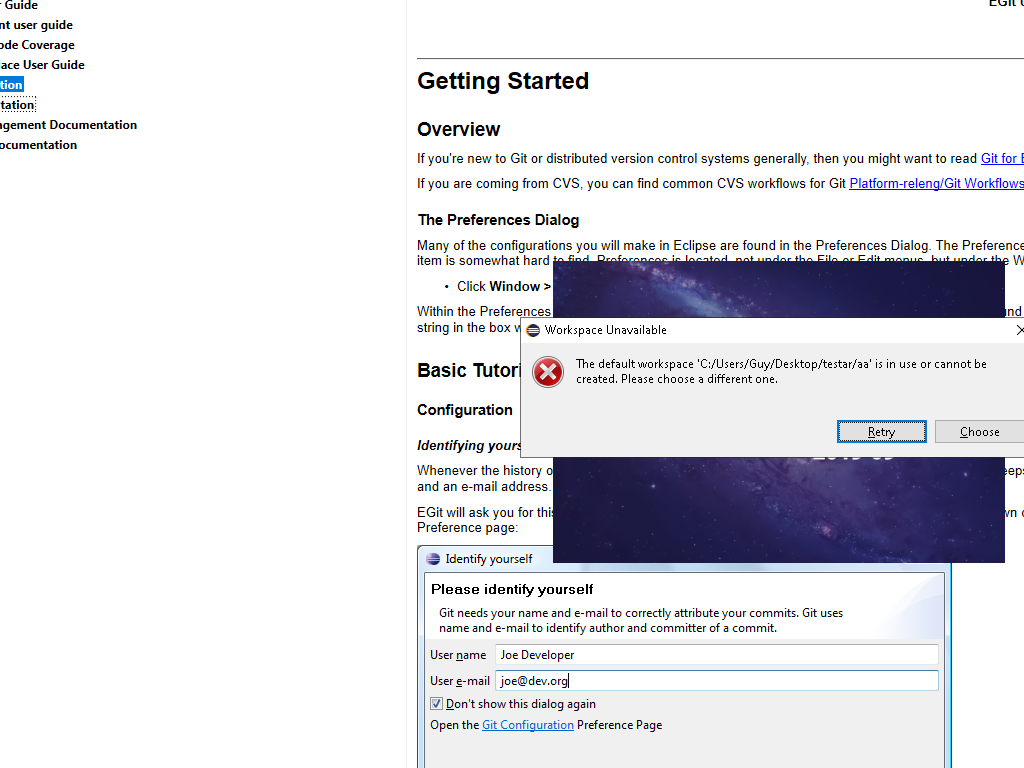 Guide
nt user guide
ode Coverage
ace User Guide
tion
tation
agement Documentation
ocumentation
EGit
Getting Started
Overview
If you're new to Git or distributed version control systems generally, then you might want to read Git for
If you are coming from CVS, you can find common CVS workflows for Git Platform-releng/Git Workflows
The Preferences Dialog
Many of the configurations you will make in Eclipse are found in the Preferences Dialog. The Preference
item is somewhat hard to find. Preferences is located, not under the File or Edit menus, but under the W
• Click Window >
Within the Preferences
string in the box
Workspace Unavailable
The default workspace 'C:/Users/Guy/Desktop/testar/aa' is in use or cannot be
created. Please choose a different one.
Retry
Choose
Basic Tutori
Configuration
Identifying yours
Whenever the history o eeps
and an e-mail address.
EGit will ask you for this wn
Preference page:
Identify yourself
Please identify yourself
Git needs your name and e-mail to correctly attribute your commits. Git uses
name and e-mail to identify author and committer of a commit.
User name Joe Developer
User e-mail joe@dev.org
Don't show this dialog again
Open the Git Configuration Preference Page